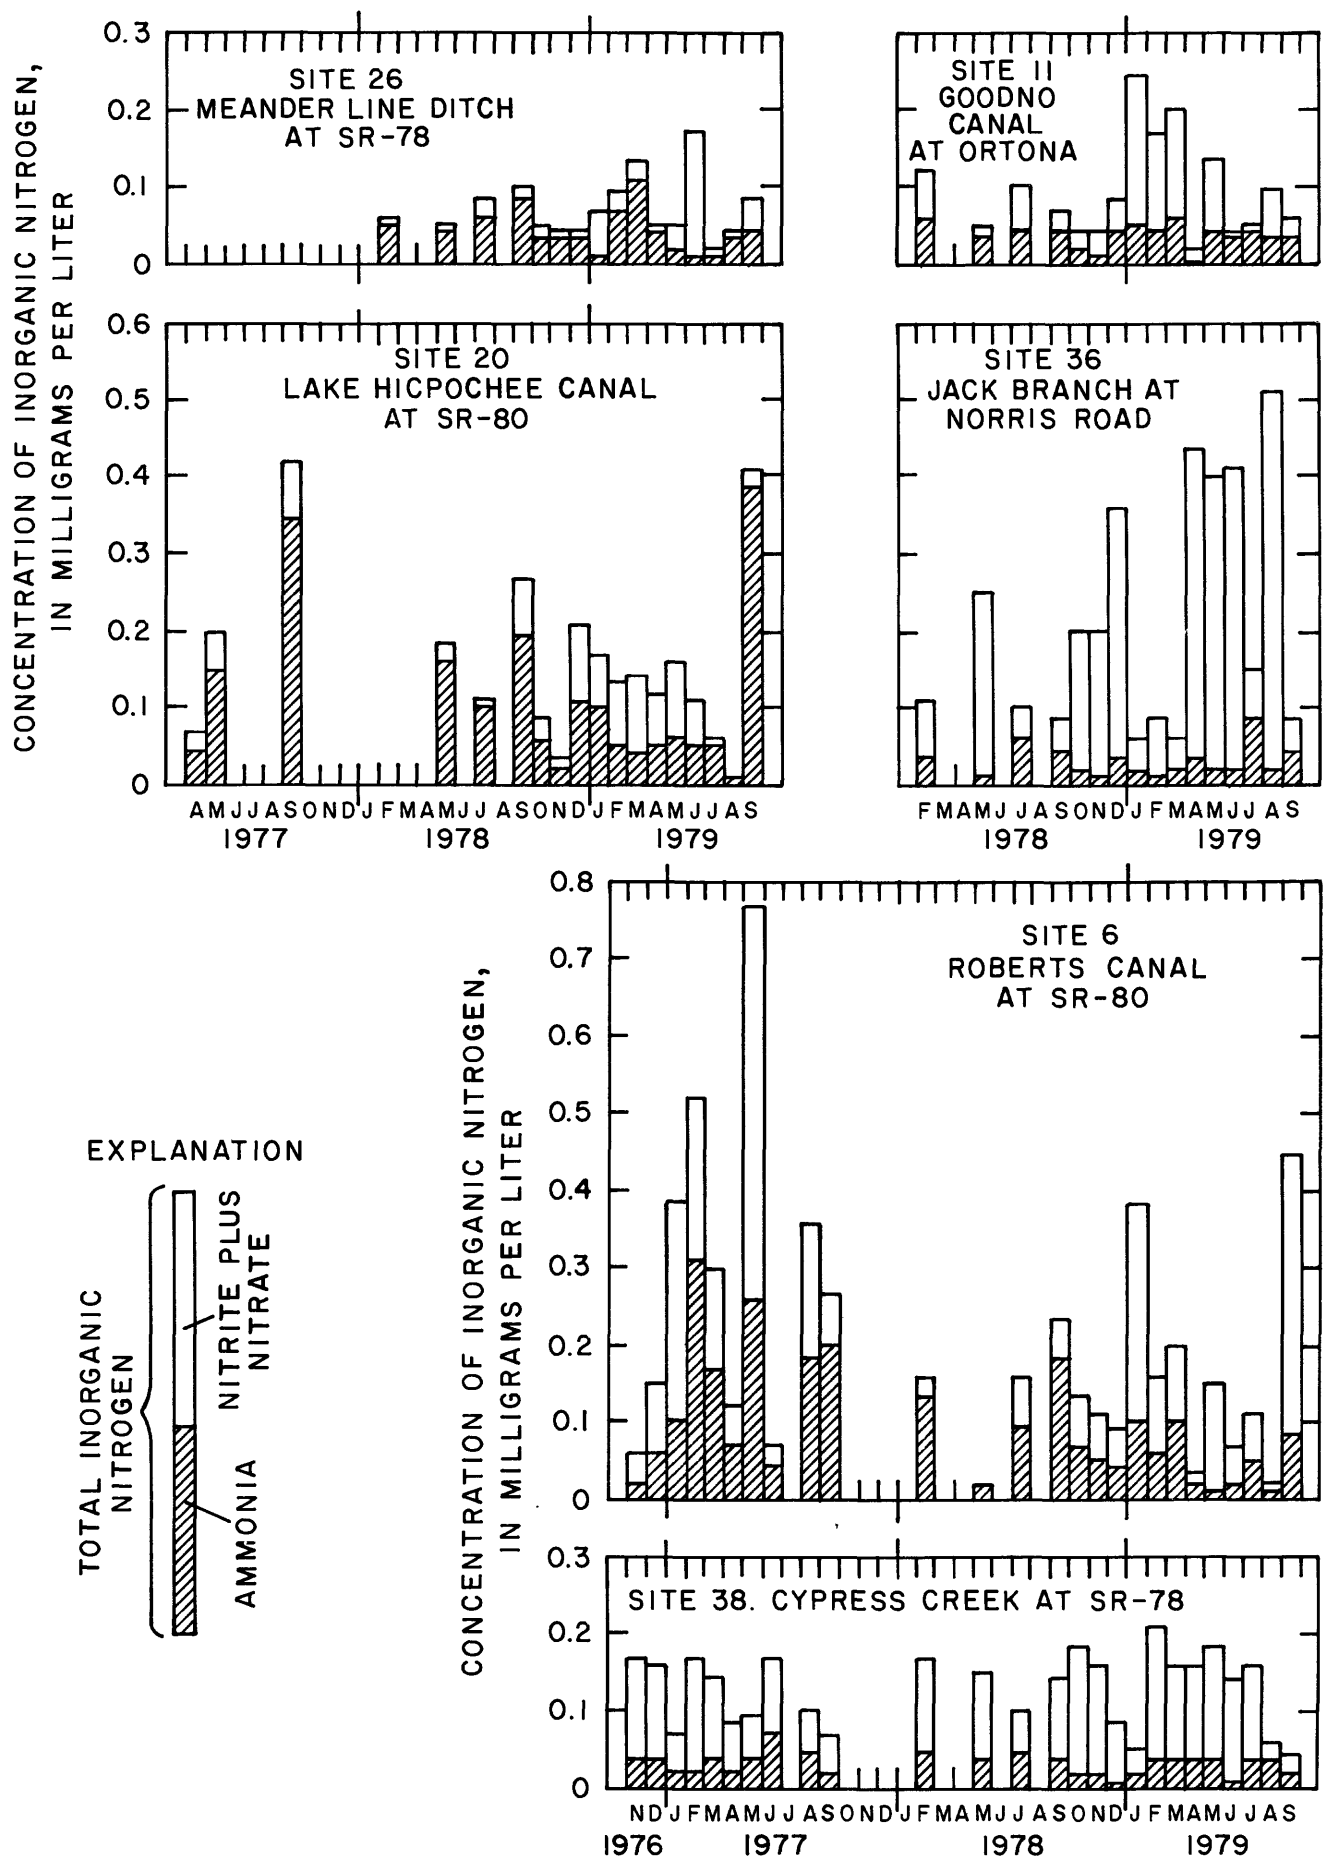 CONCENTRATION OF INORGANIC NITROGEN,
IN MILLIGRAMS PER LITER
0.3
0.2
0.1
0
SITE 26
MEANDER LINE DITCH
AT SR-78
SITE 11
GOODNO
CANAL
AT ORTONA
0.6
0.5
0.4
0.3
0.2
0.1
0
SITE 20
LAKE HICPOCHEE CANAL
AT SR-80
SITE 36
JACK BRANCH AT
NORRIS ROAD
A M J J A S O N D J F M A M J J A S O N D J F M A M J J A S
1977 1978 1979
F M A M J J A S O N D J F M A M J J A S
1978 1979
CONCENTRATION OF INORGANIC NITROGEN,
IN MILLIGRAMS PER LITER
0.8
0.7
0.6
0.5
0.4
0.3
0.2
0.1
0
SITE 6
ROBERTS CANAL
AT SR-80
EXPLANATION
TOTAL INORGANIC
NITROGEN
NITRITE PLUS
NITRATE
AMMONIA
0.3
0.2
0.1
0
SITE 38. CYPRESS CREEK AT SR-78
N D J F M A M J J A S O N D J F M A M J J A S O N D J F M A M J J A S
1976 1977 1978 1979